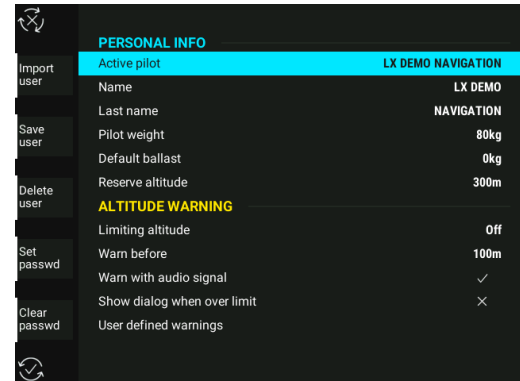 PERSONAL INFO
Active pilot LX DEMO NAVIGATION
Import user
Name LX DEMO
Last name NAVIGATION
Save user
Pilot weight 80kg
Default ballast 0kg
Delete user
Reserve altitude 300m
ALTITUDE WARNING
Limiting altitude Off
Set passwd
Warn before 100m
Warn with audio signal
Show dialog when over limit
Clear passwd
User defined warnings